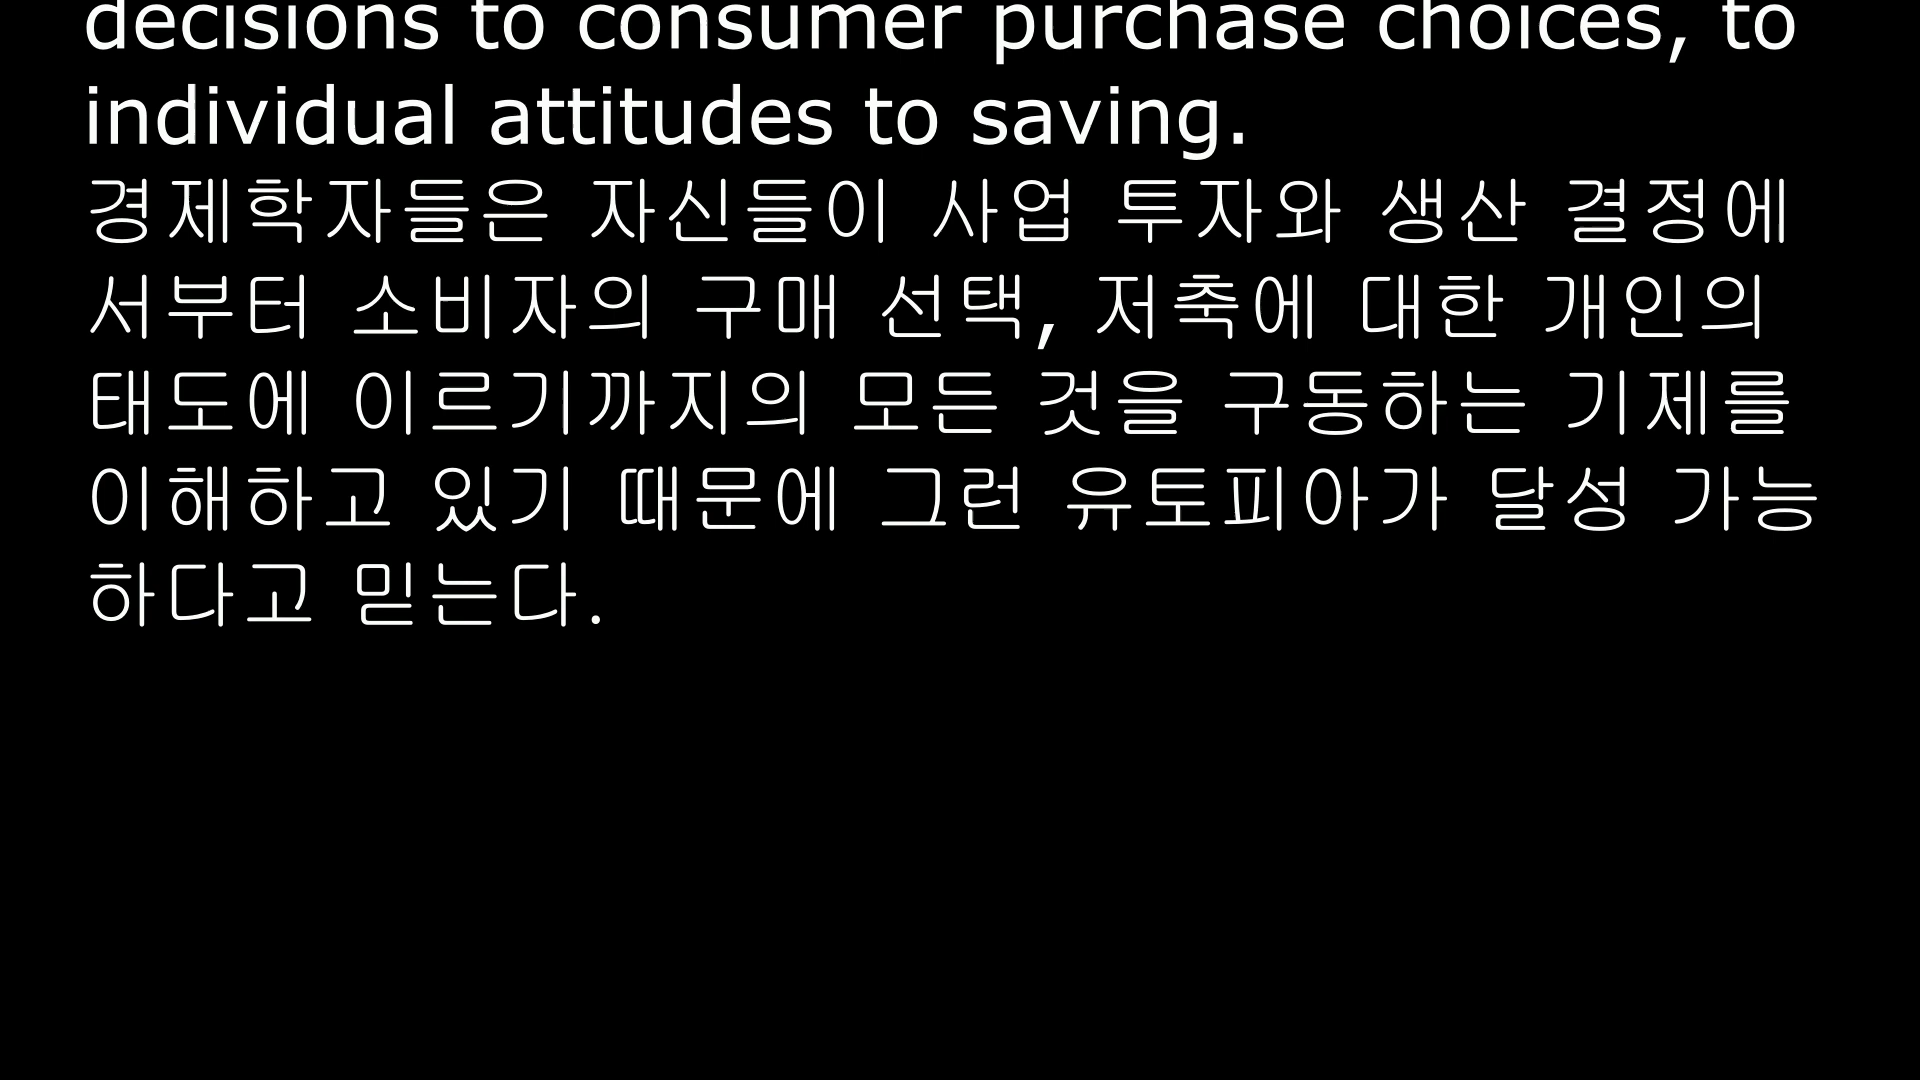 decisions to consumer purchase choices, to
individual attitudes to saving.
경제학자들은 자신들이 사업 투자와 생산 결정에
서부터 소비자의 구매 선택, 저축에 대한 개인의
태도에 이르기까지의 모든 것을 구동하는 기제를
이해하고 있기 때문에 그런 유토피아가 달성 가능
하다고 믿는다.